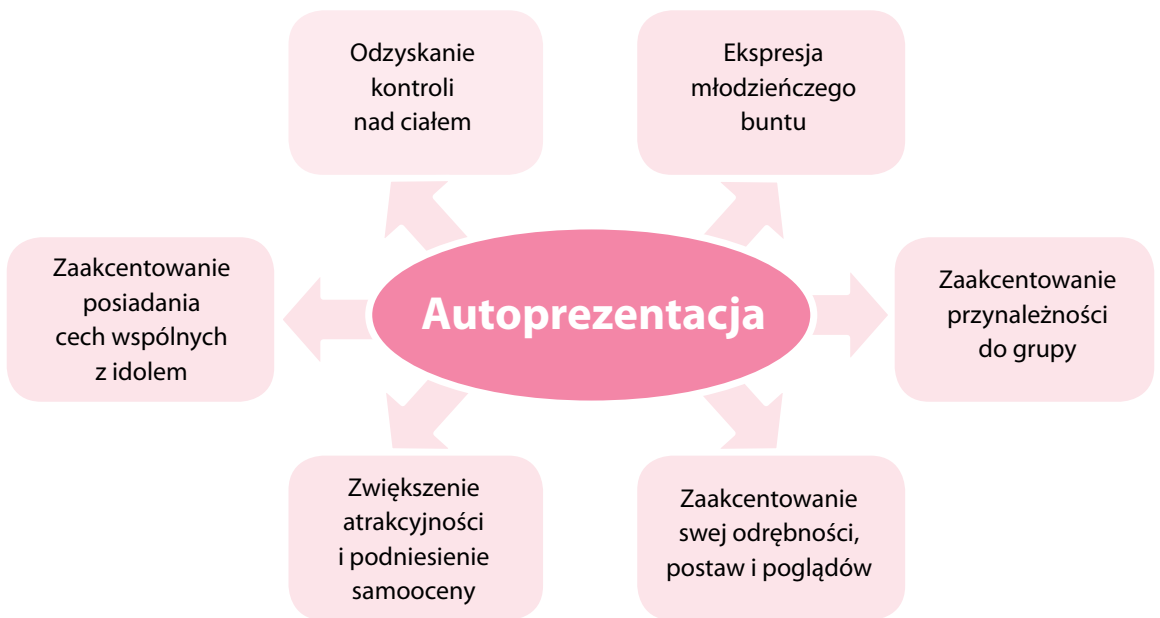 Odzyskanie
kontroli
nad ciałem
Ekspresja
młodzieńczego
buntu
Zaakcentowanie
posiadania
cech wspólnych
z idolem
Autoprezentacja
Zaakcentowanie
przynależności
do grupy
Zwiększenie
atrakcyjności
i podniesienie
samooceny
Zaakcentowanie
swej odrębności,
postaw i poglądów